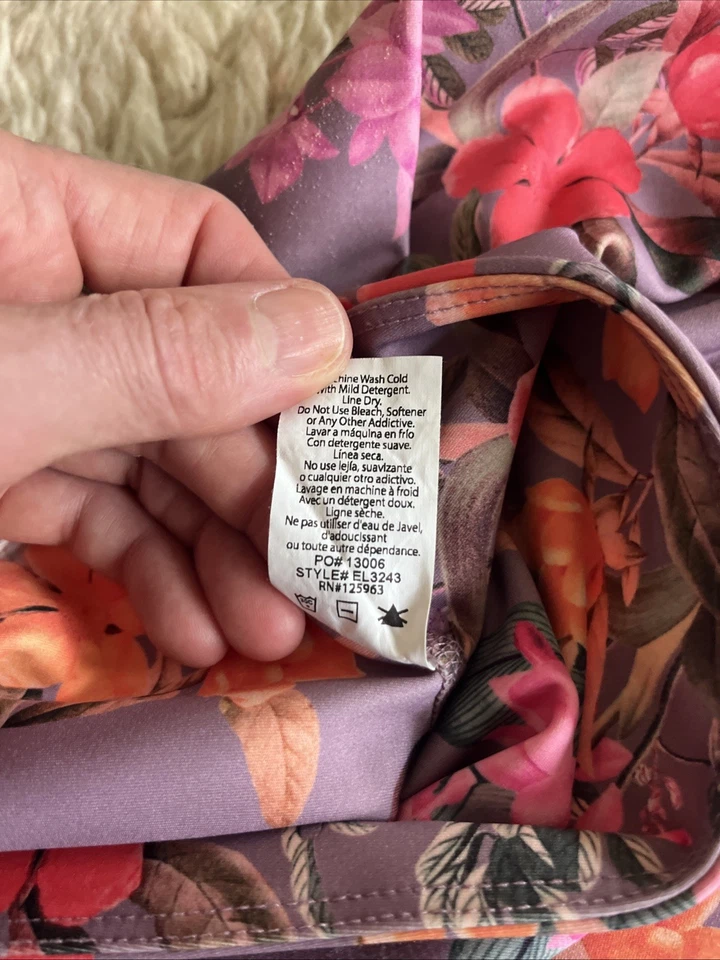 chine Wash Cold
with Mild Detergent.
Line Dry.
Do Not Use Bleach, Softener
or Any Other Addictive.
Lavar a máquina en frío
Con detergente suave.
Línea seca.
No use lejía, suavizante
o cualquier otro adictivo.
Lavage en machine à froid
Avec un détergent doux.
Ligne sèche.
Ne pas utiliser d'eau de Javel,
d'adoucissant
ou toute autre dépendance.
PO# 13006
STYLE# EL3243
RN#125963